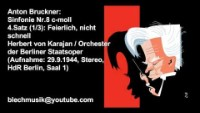 Anton Bruckner:
Sinfonie Nr.8 c-moll
4.Satz (1/3): Feierlich, nicht
schnell
Herbert von Karajan / Orchester
der Berliner Staatsoper
(Aufnahme: 29.9.1944, Stereo,
HdR Berlin, Saal 1)
blechmusik@youtube.com